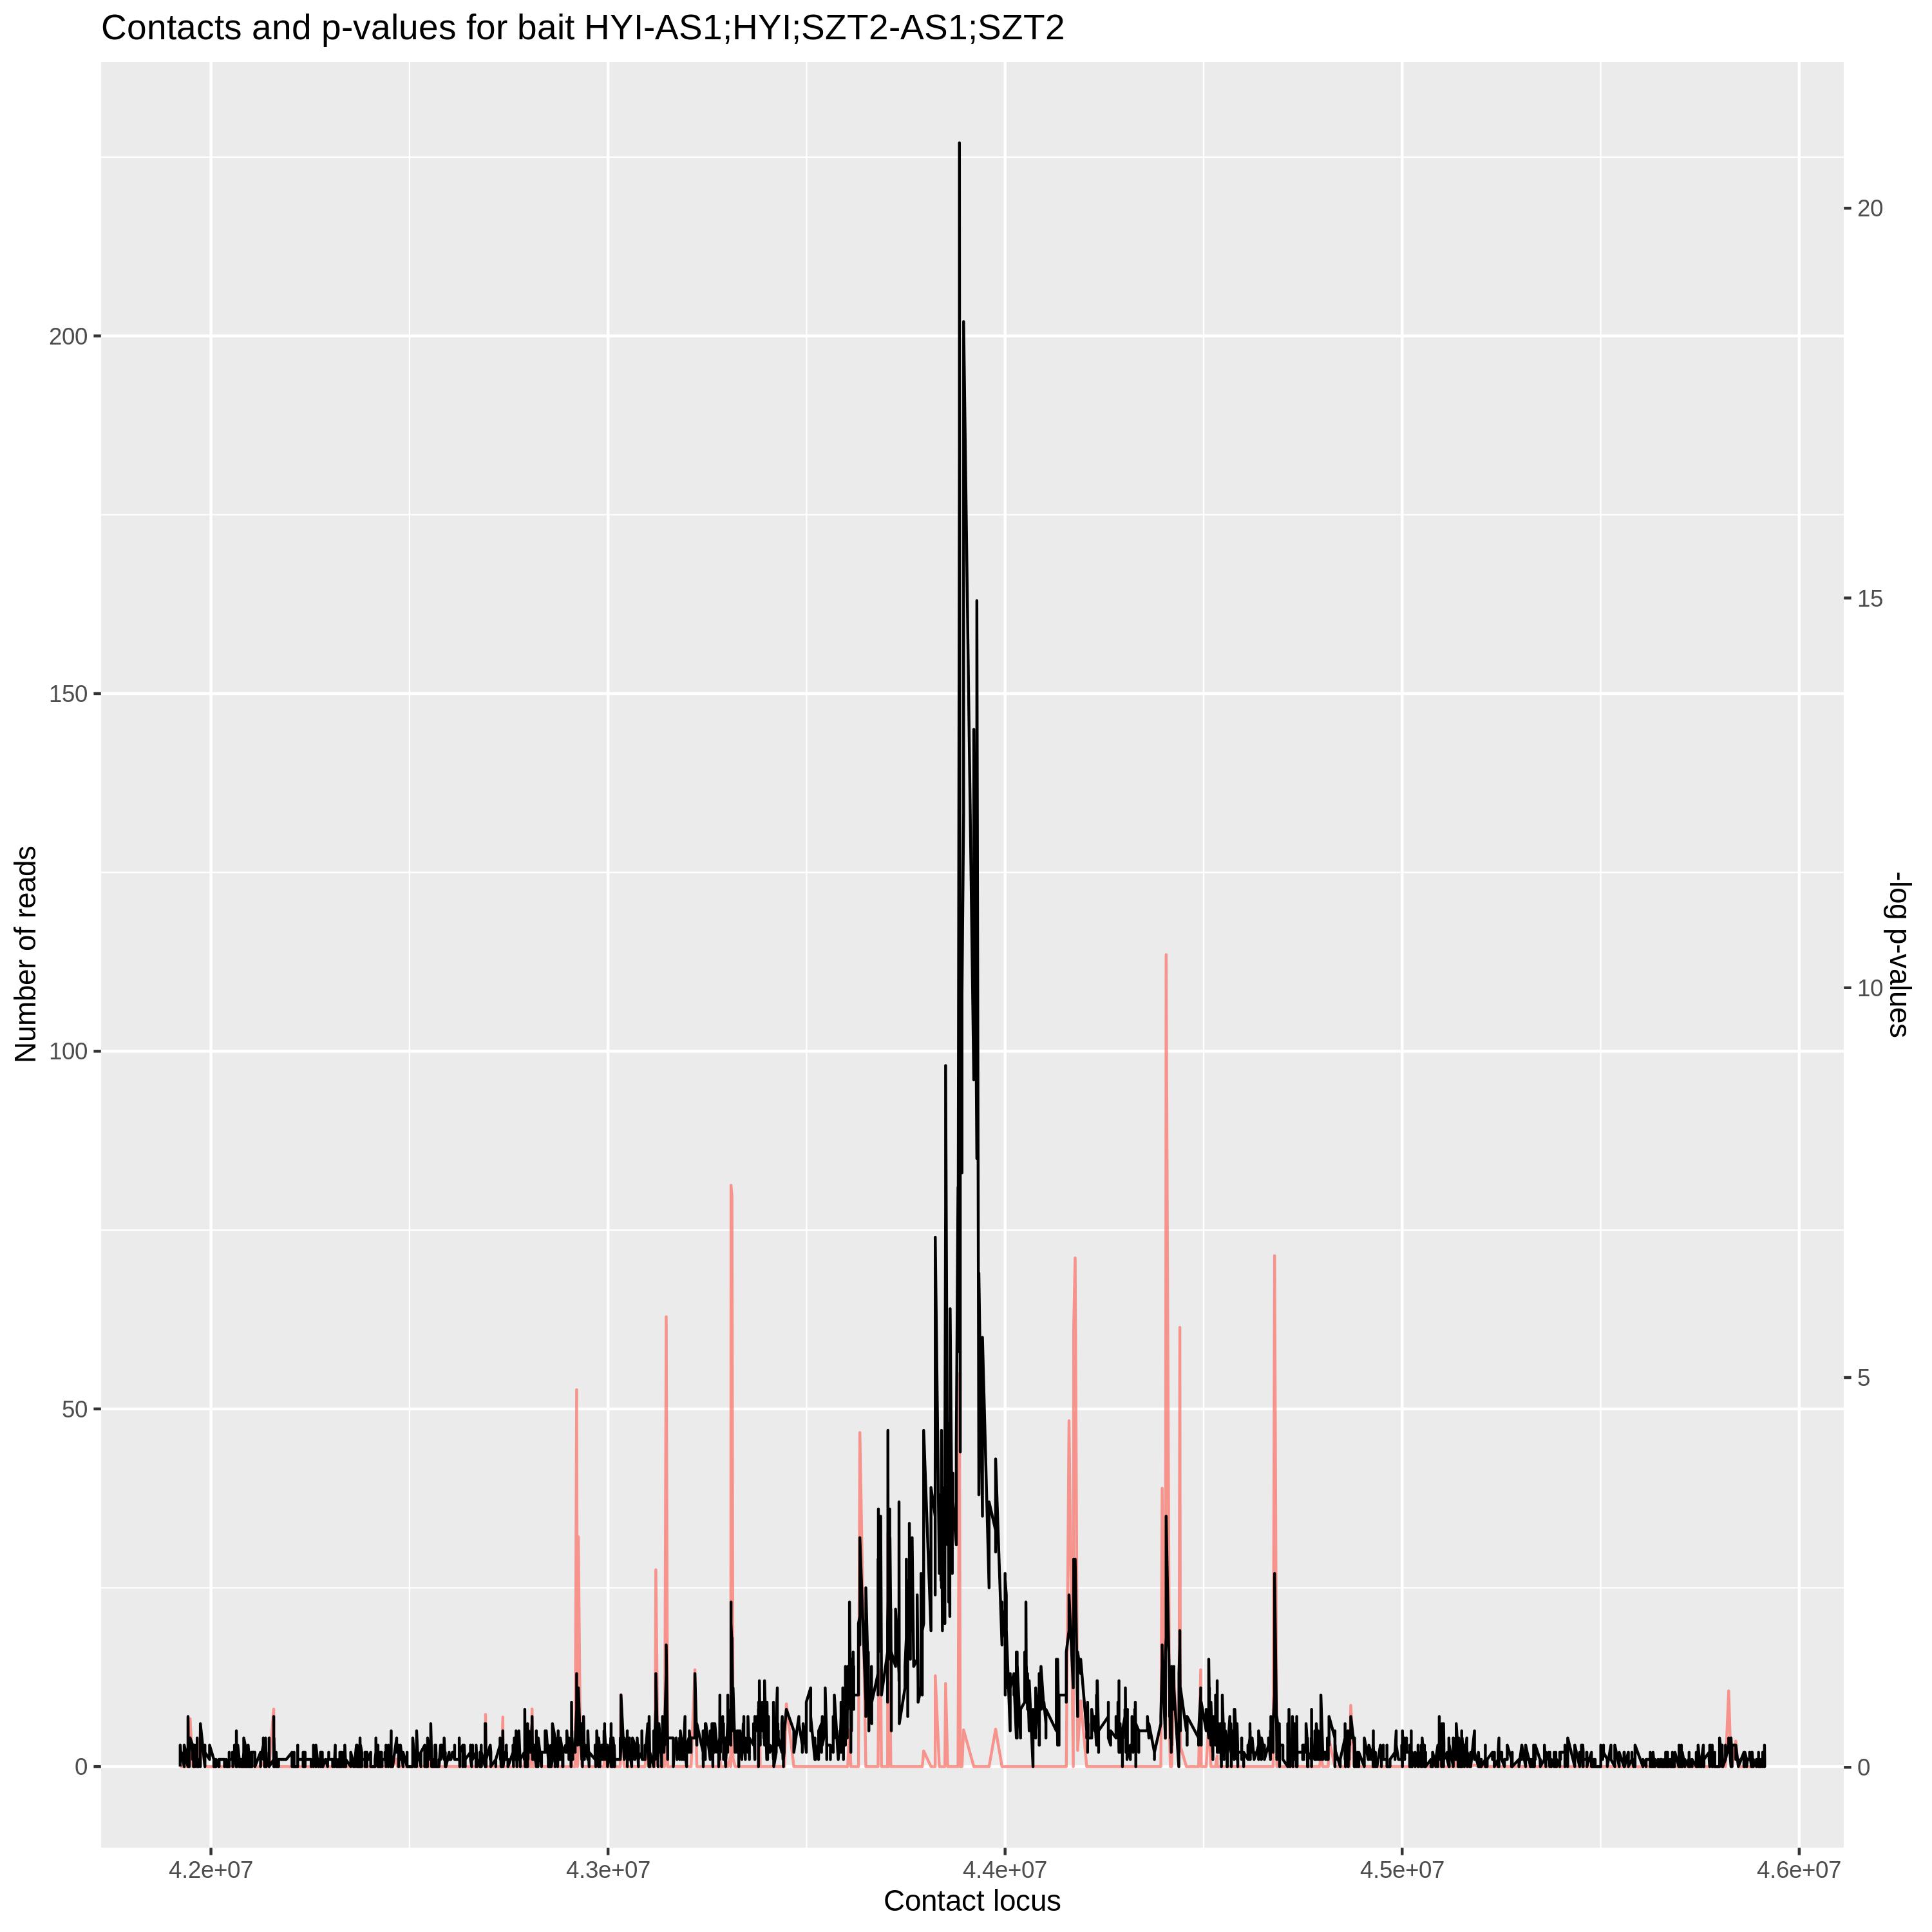 Contacts and p-values for bait HYI-AS1;HYI;SZT2-AS1;SZT2
Number of reads
200
150
100
50
0
20
15
10
5
0
-log p-values
4.2e+07
4.3e+07
4.4e+07
4.5e+07
4.6e+07
Contact locus